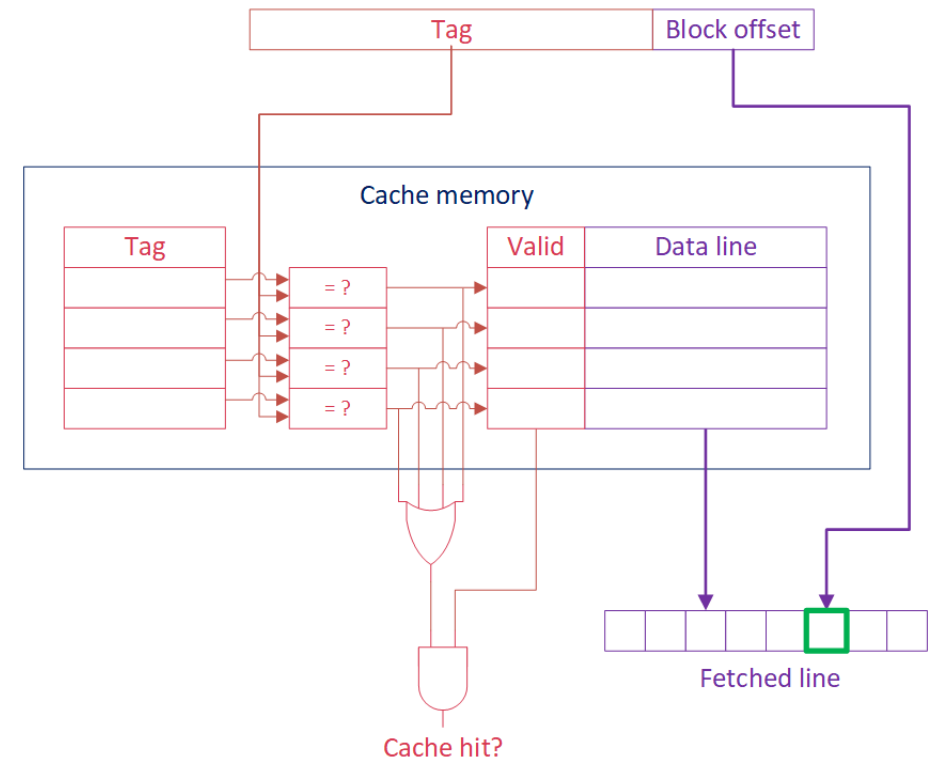 Tag
Block offset
Cache memory
Tag
Valid
Data line
= ?
= ?
= ?
= ?
Fetched line
Cache hit?